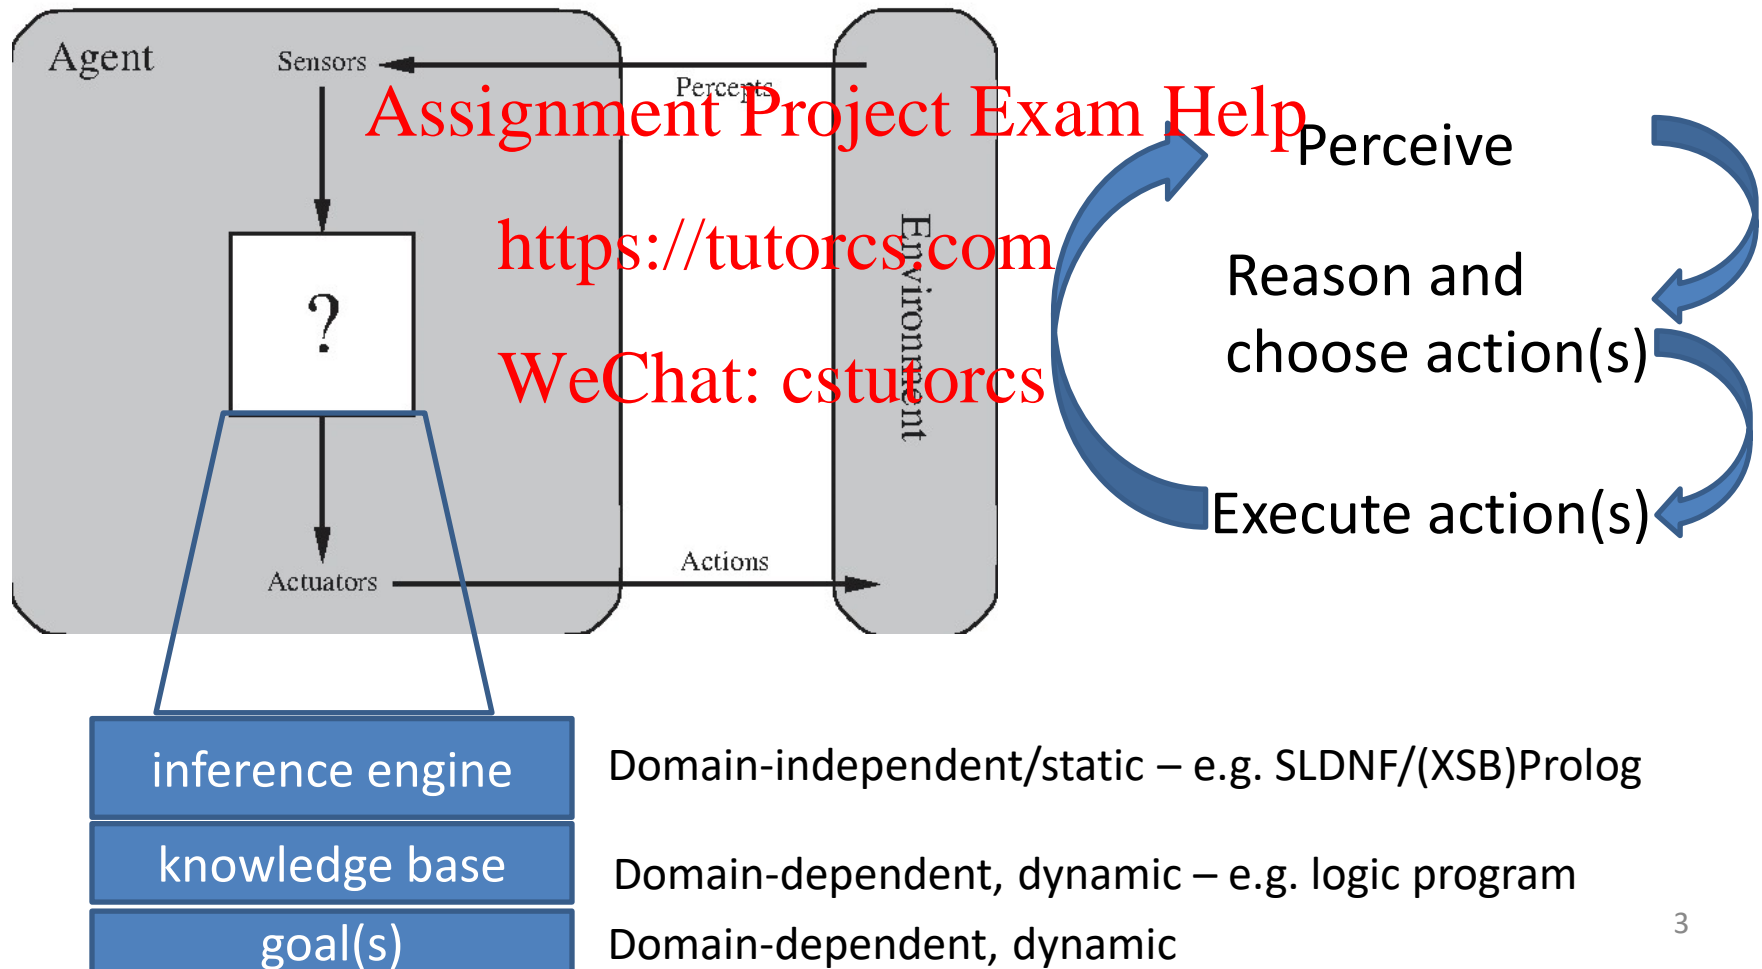 Agent
Sensors
Percepts
Assignment Project Exam Help
Perceive
https://tutorcs.com
Environment
Reason and
choose action(s)
?
WeChat: cstutorcs
Execute action(s)
Actions
Actuators
inference engine
Domain-independent/static – e.g. SLDNF/(XSB)Prolog
knowledge base
Domain-dependent, dynamic – e.g. logic program
goal(s)
Domain-dependent, dynamic
3